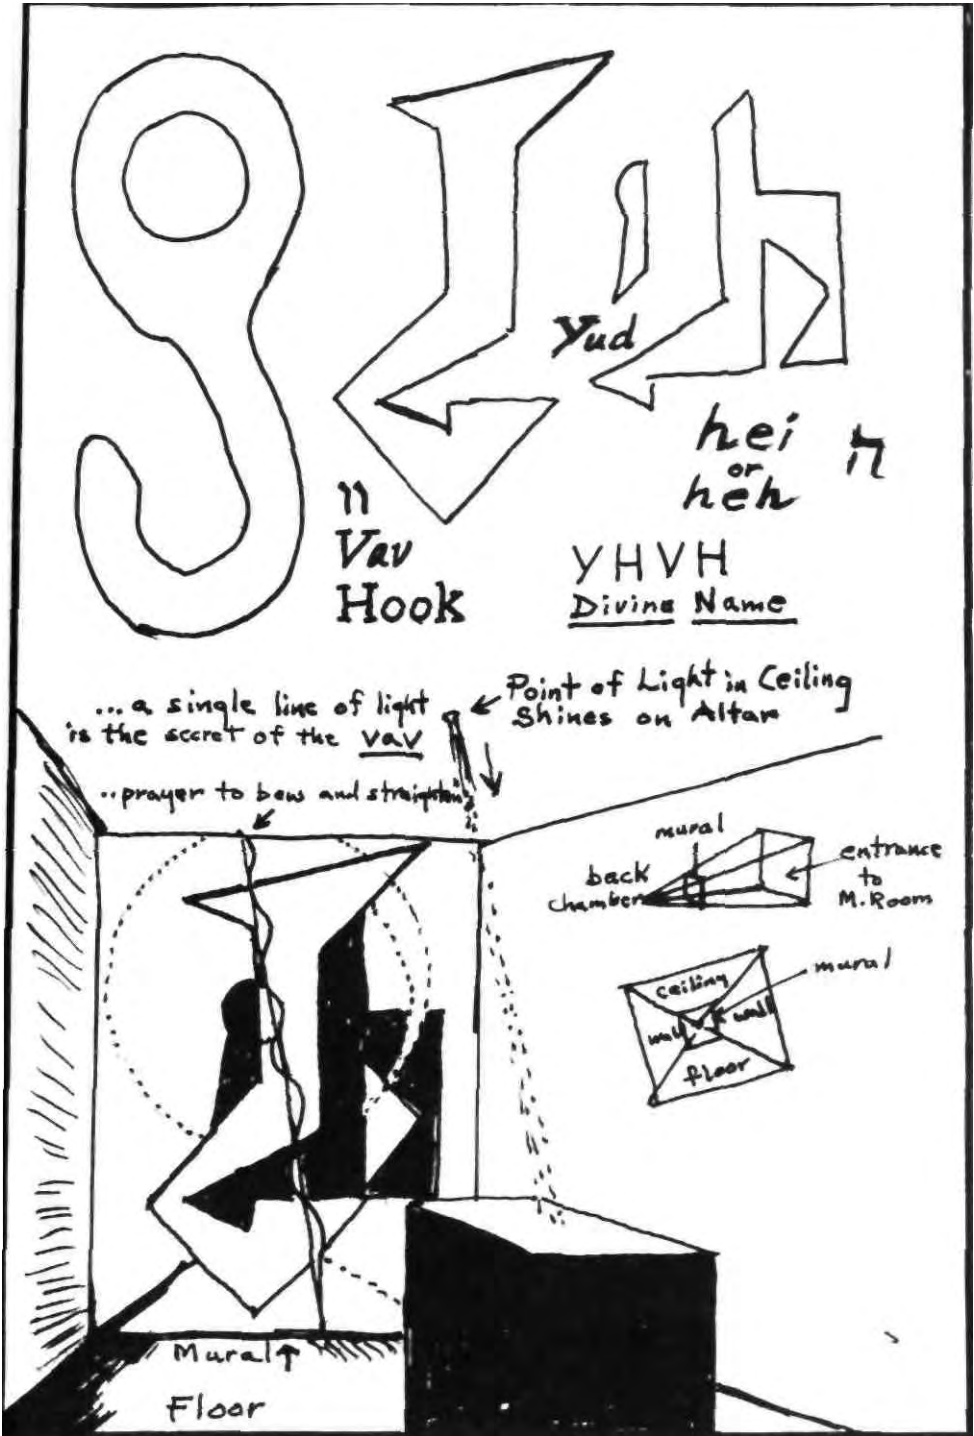 Yud
hei
or
heh
ה
וו
Vav
Hook
YHVH
Divine Name
...a single line of light
is the secret of the vav
Point of Light in Ceiling
Shines on Altar
..prayer to bow and straighten
mural
back
chamber
entrance
to
M. Room
mural
ceiling
wall
wall
floor
Mural
Floor